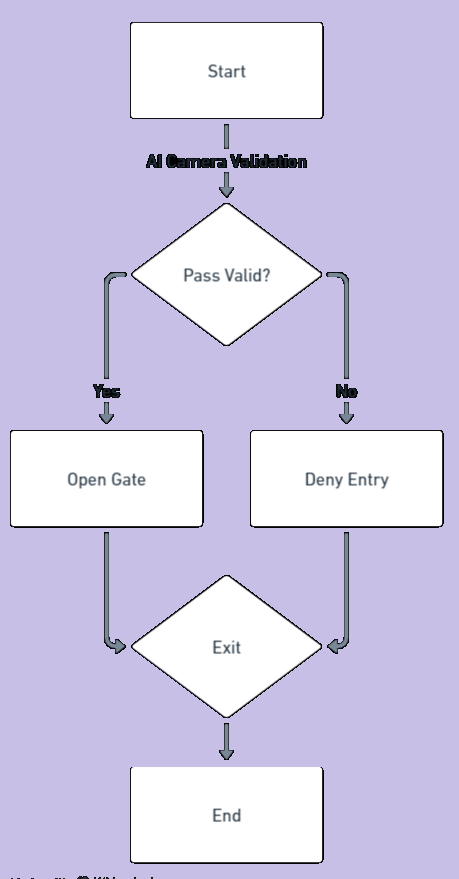 Start
AI Camera Validation
Pass Valid?
Yes
No
Open Gate
Deny Entry
Exit
End